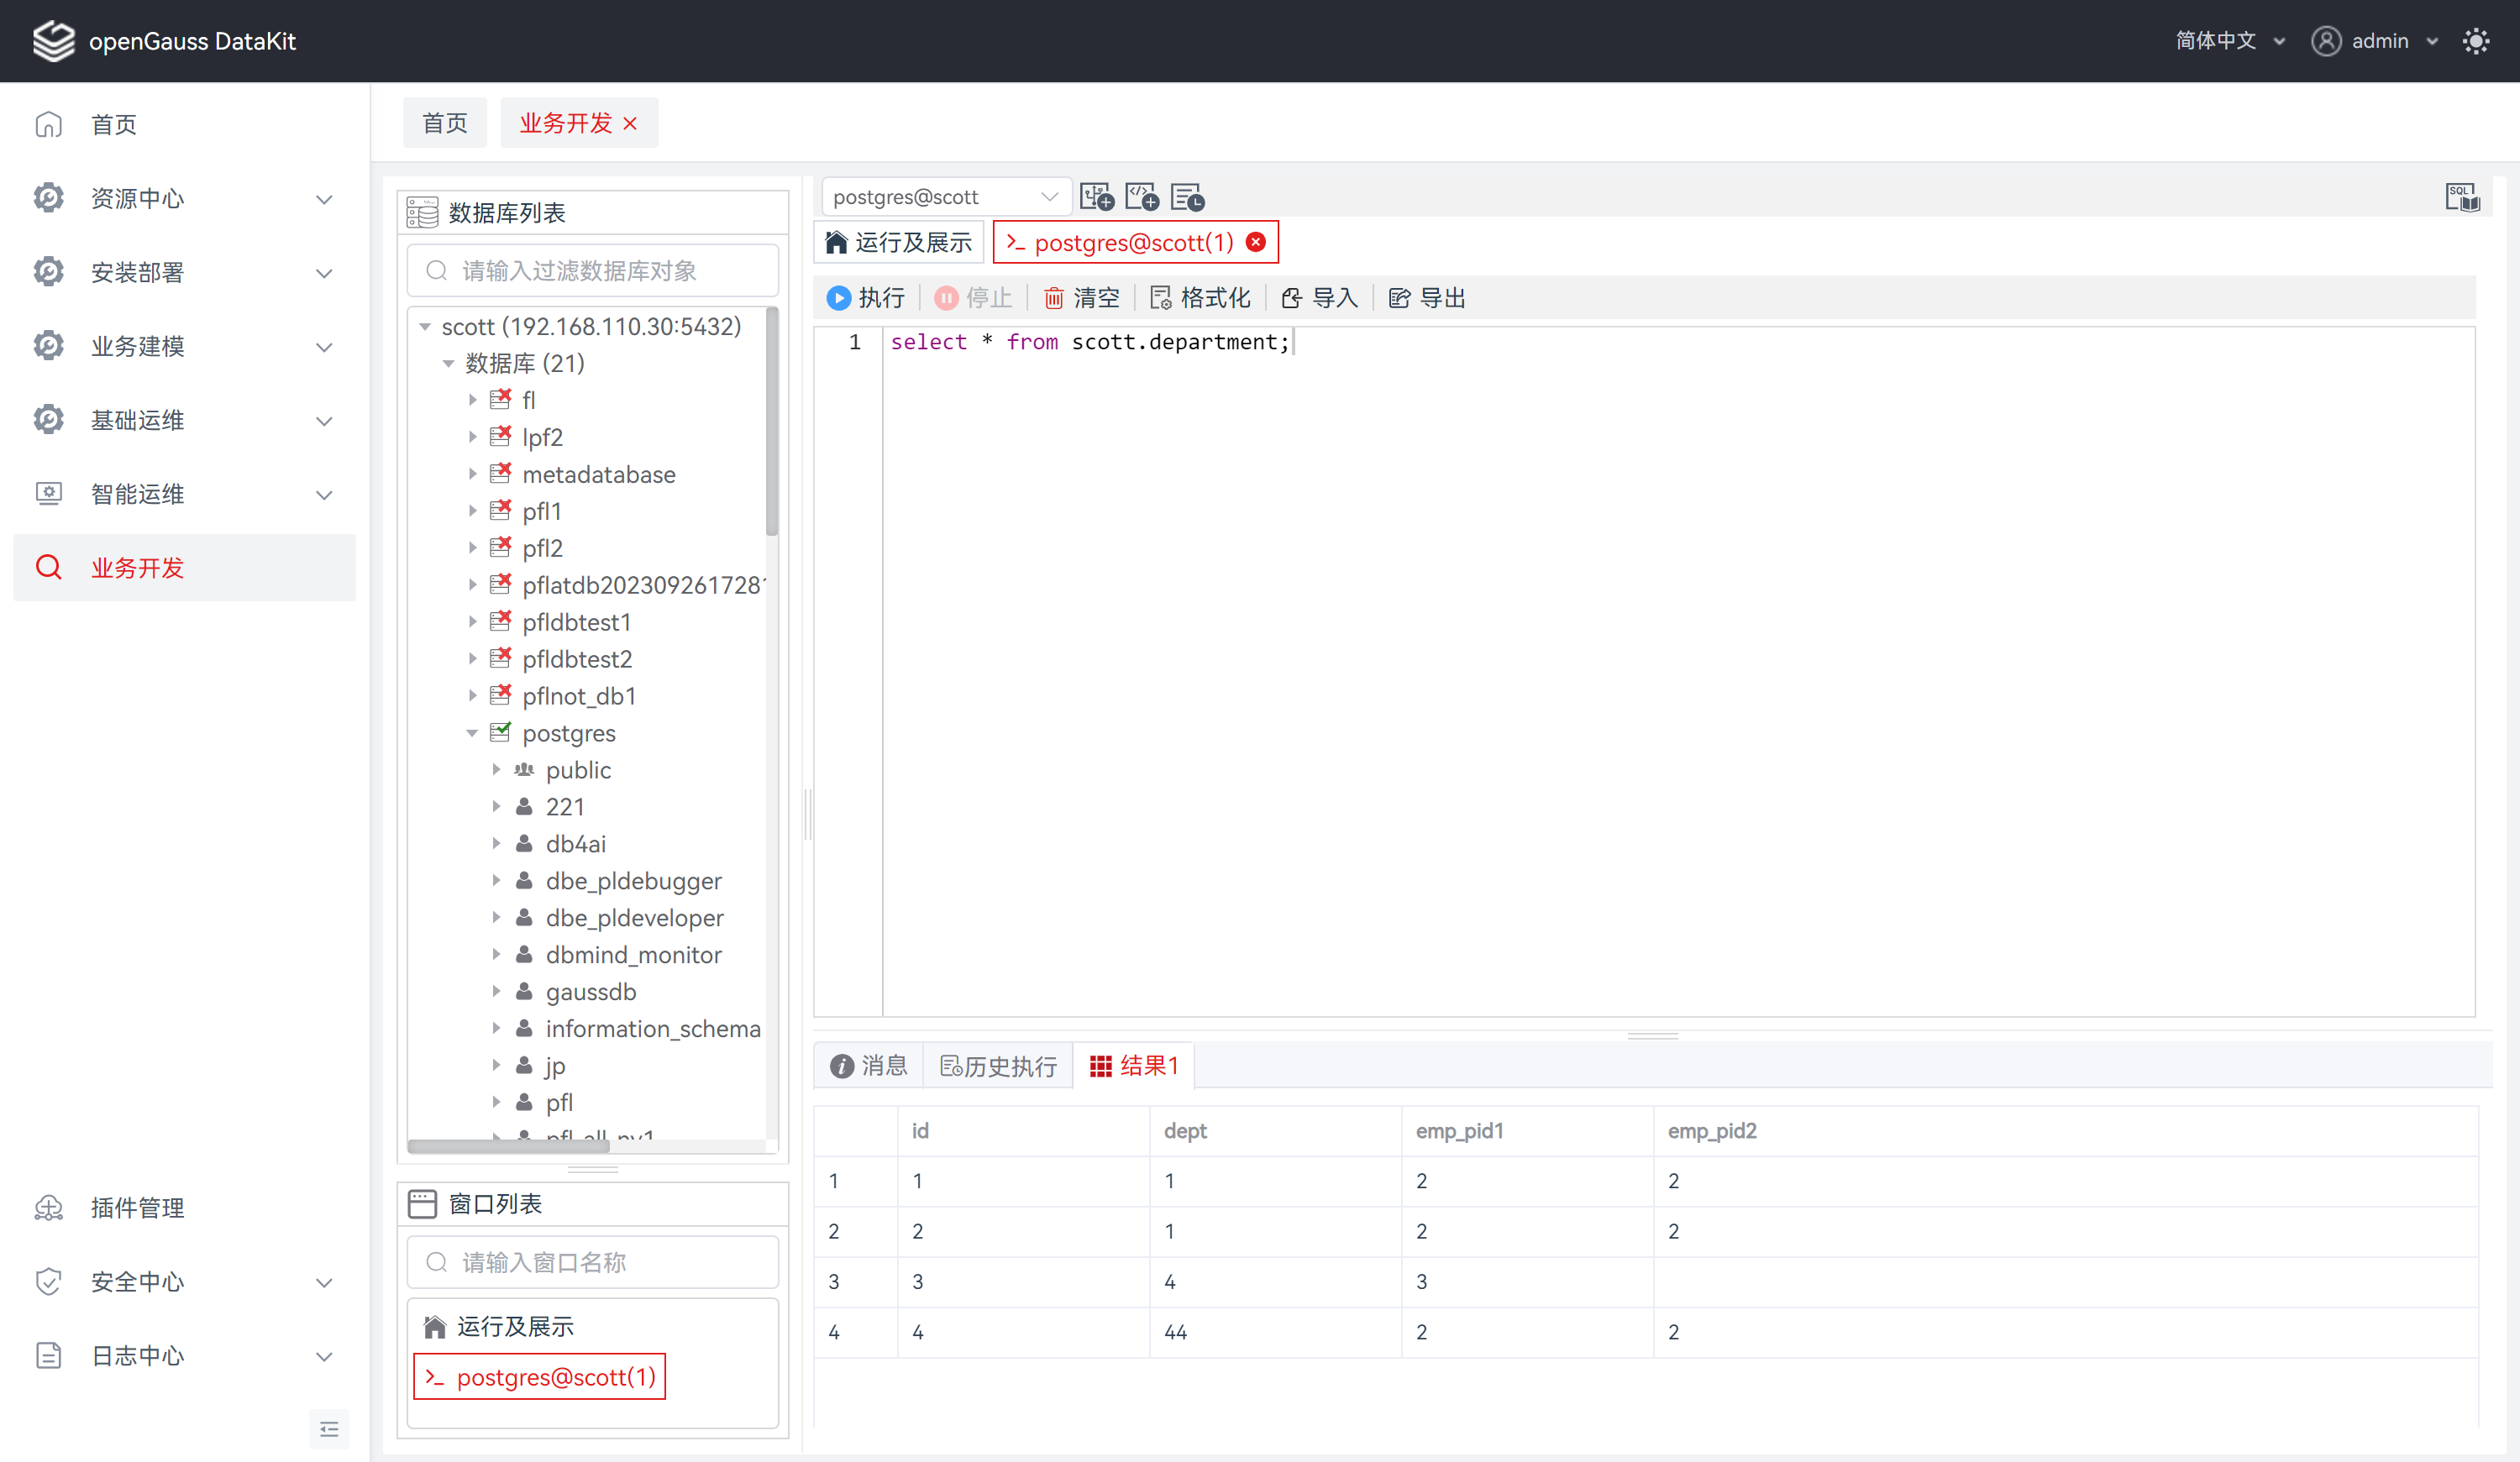 openGauss DataKit
简体中文
admin
首页
资源中心
安装部署
业务建模
基础运维
智能运维
业务开发
插件管理
安全中心
日志中心
首页
业务开发
数据库列表
请输入过滤数据库对象
scott (192.168.110.30:5432)
数据库 (21)
fl
lpf2
metadatabase
pfl1
pfl2
pflatdb2023092617281
pfldbtest1
pfldbtest2
pflnot_db1
postgres
public
221
db4ai
dbe_pldebugger
dbe_pldeveloper
dbmind_monitor
gaussdb
information_schema
jp
pfl
窗口列表
请输入窗口名称
运行及展示
postgres@scott(1)
postgres@scott
SQL
运行及展示
postgres@scott(1)
执行 停止 清空 格式化 导入 导出
1 select * from scott.department;
消息 历史执行 结果1
id dept emp_pid1 emp_pid2
1 1 1 2 2
2 2 1 2 2
3 3 4 3
4 4 44 2 2